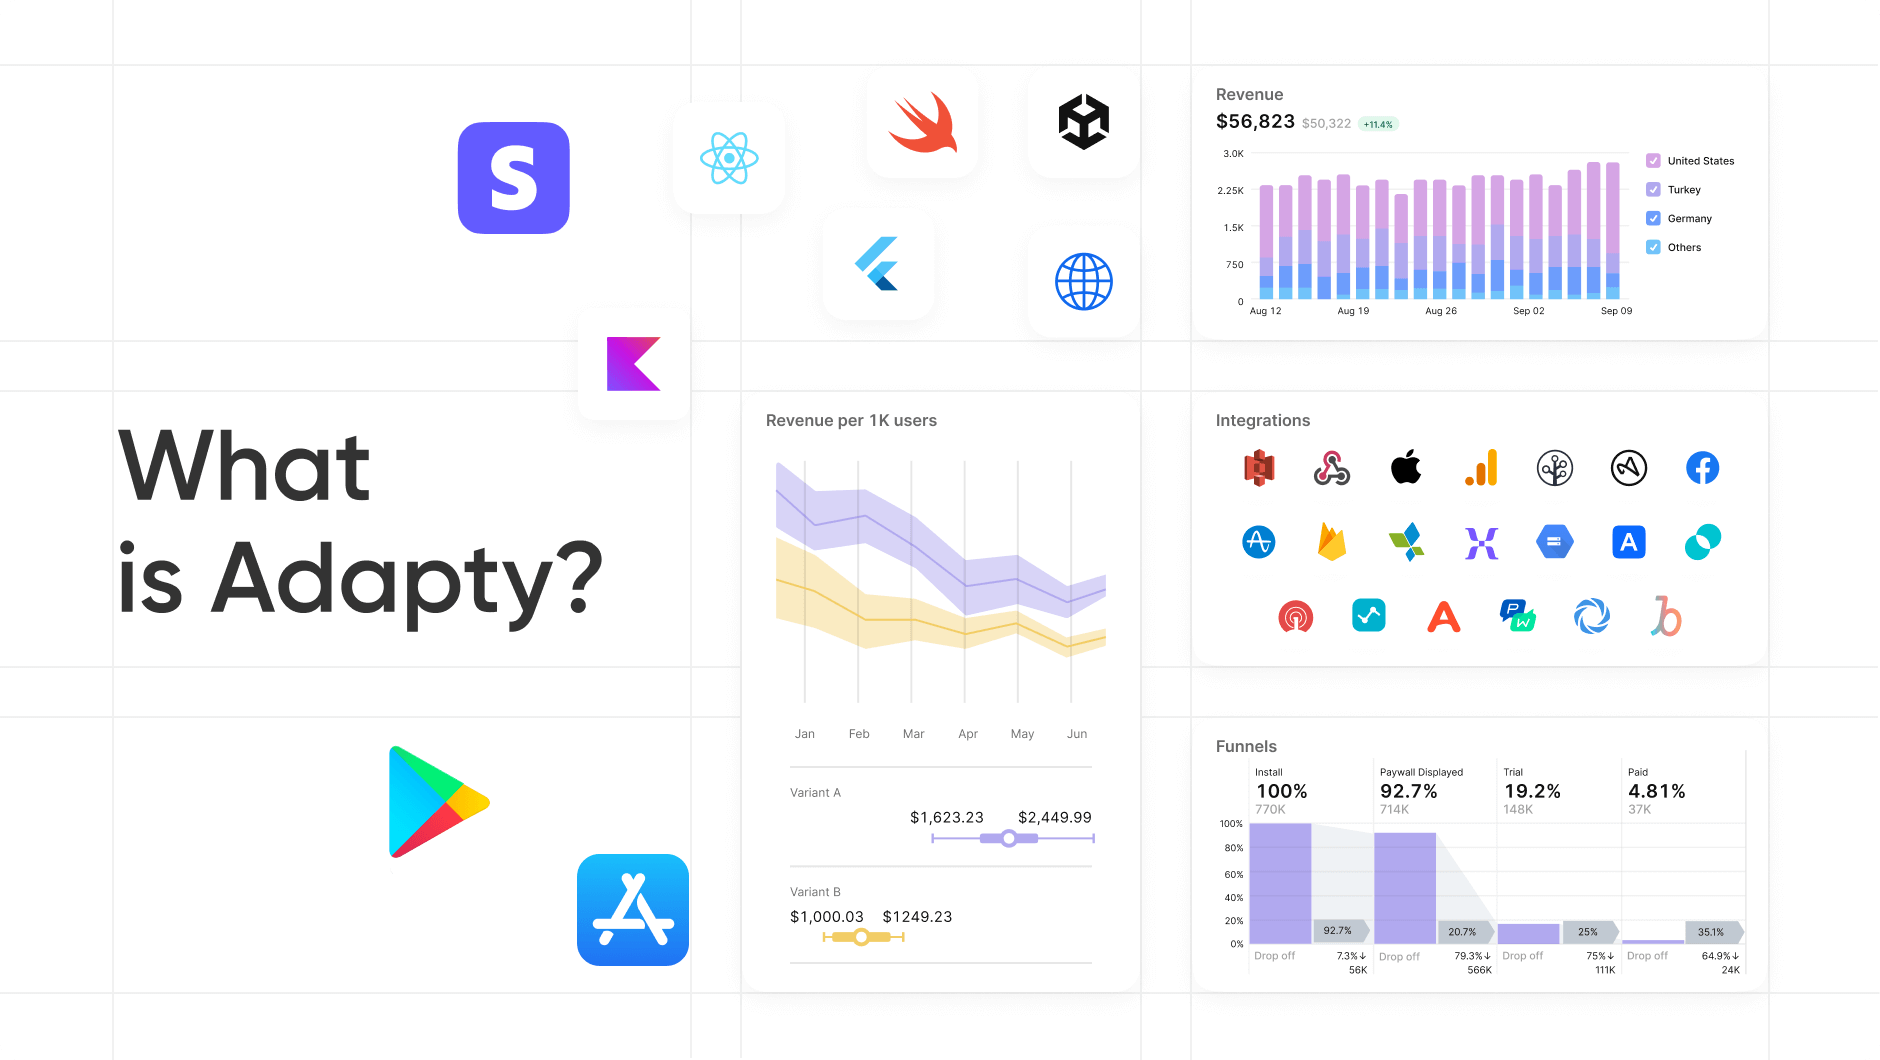 What
is Adapty?
S
Revenue per 1K users
Jan Feb Mar Apr May Jun
Variant A
$1,623.23 $2,449.99
Variant B
$1,000.03 $1249.23
Revenue
$56,823 $50,322 +11.4%
3.0K
2.25K
1.5K
750
0
Aug 12 Aug 19 Aug 26 Sep 02 Sep 09
United States
Turkey
Germany
Others
Integrations
A
P
W
b
Funnels
Install Paywall Displayed Trial Paid
100% 92.7% 19.2% 4.81%
770K 714K 148K 37K
100%
80%
60%
40%
20%
0%
92.7% 20.7% 25% 35.1%
Drop off 7.3%↓ Drop off 79.3%↓ Drop off 75%↓ Drop off 64.9%↓
56K 566K 111K 24K